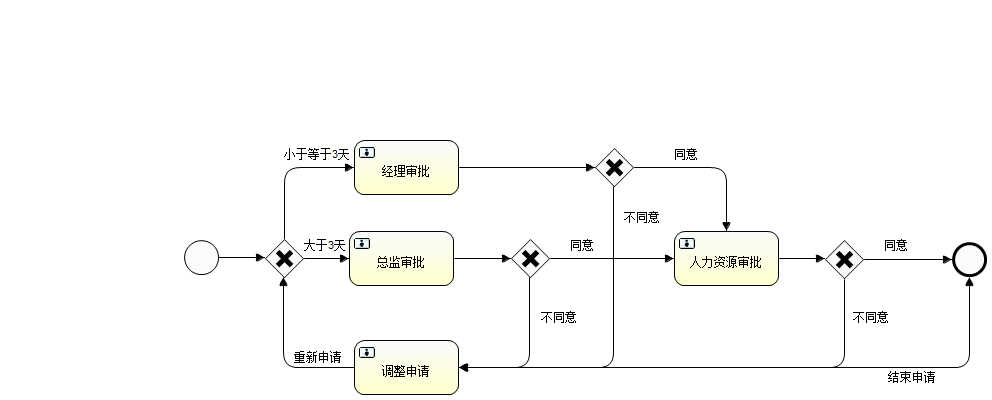 小于等于3天
经理审批
同意
不同意
大于3天
总监审批
同意
人力资源审批
同意
不同意
不同意
重新申请
调整申请
结束申请